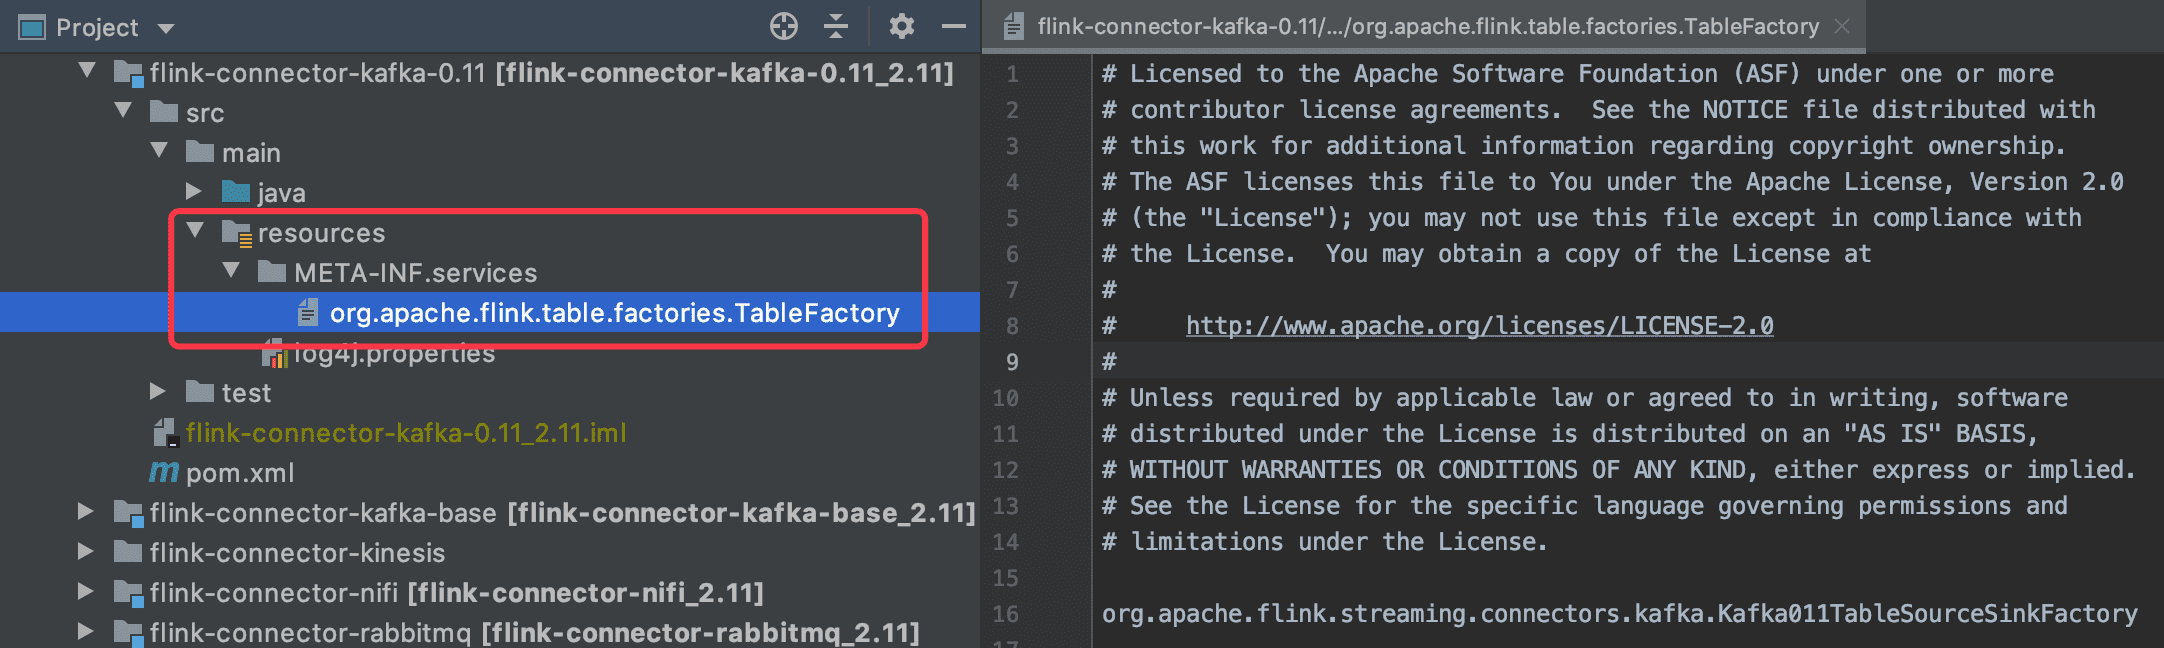 Project
flink-connector-kafka-0.11 [flink-connector-kafka-0.11_2.11]
src
main
java
resources
META-INF.services
org.apache.flink.table.factories.TableFactory
log4j.properties
test
flink-connector-kafka-0.11_2.11.iml
pom.xml
flink-connector-kafka-base [flink-connector-kafka-base_2.11]
flink-connector-kinesis
flink-connector-nifi [flink-connector-nifi_2.11]
flink-connector-rabbitmq [flink-connector-rabbitmq_2.11]
flink-connector-kafka-0.11/.../org.apache.flink.table.factories.TableFactory
1 # Licensed to the Apache Software Foundation (ASF) under one or more
2 # contributor license agreements.  See the NOTICE file distributed with
3 # this work for additional information regarding copyright ownership.
4 # The ASF licenses this file to You under the Apache License, Version 2.0
5 # (the "License"); you may not use this file except in compliance with
6 # the License.  You may obtain a copy of the License at
7 #
8 #     http://www.apache.org/licenses/LICENSE-2.0
9 #
10 # Unless required by applicable law or agreed to in writing, software
11 # distributed under the License is distributed on an "AS IS" BASIS,
12 # WITHOUT WARRANTIES OR CONDITIONS OF ANY KIND, either express or implied.
13 # See the License for the specific language governing permissions and
14 # limitations under the License.
15
16 org.apache.flink.streaming.connectors.kafka.Kafka011TableSourceSinkFactory
17